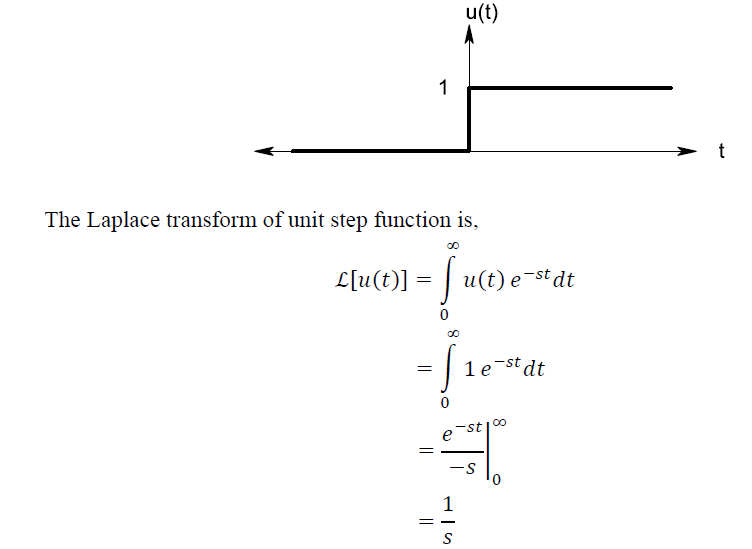 u(t)
1
t
The Laplace transform of unit step function is,
ℒ[u(t)] = ∫₀^∞ u(t) e^{−st} dt
= ∫₀^∞ 1 e^{−st} dt
= e^{−st}/−s |₀^∞
= 1/s